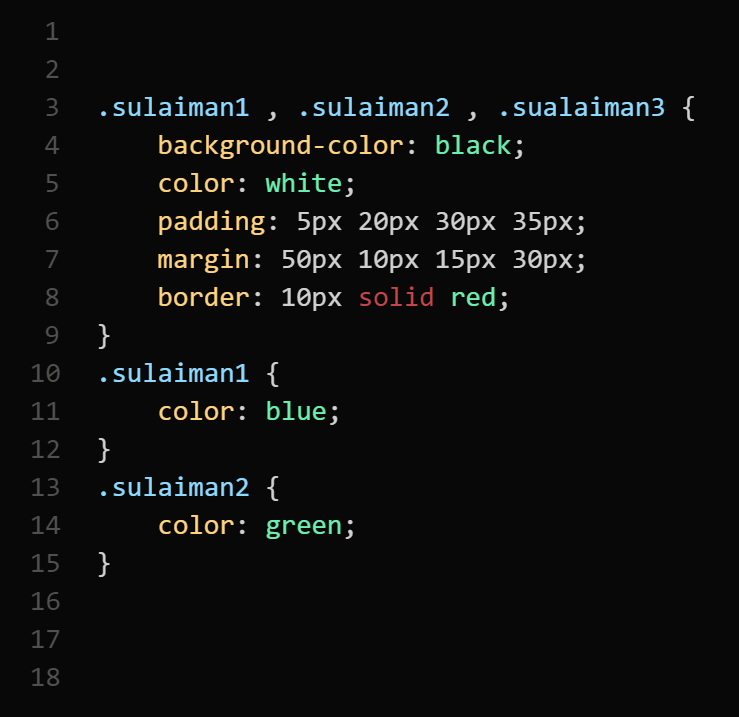 1
2
3 .sulaiman1 , .sulaiman2 , .sualaiman3 {
4 background-color: black;
5 color: white;
6 padding: 5px 20px 30px 35px;
7 margin: 50px 10px 15px 30px;
8 border: 10px solid red;
9 }
10 .sulaiman1 {
11 color: blue;
12 }
13 .sulaiman2 {
14 color: green;
15 }
16
17
18